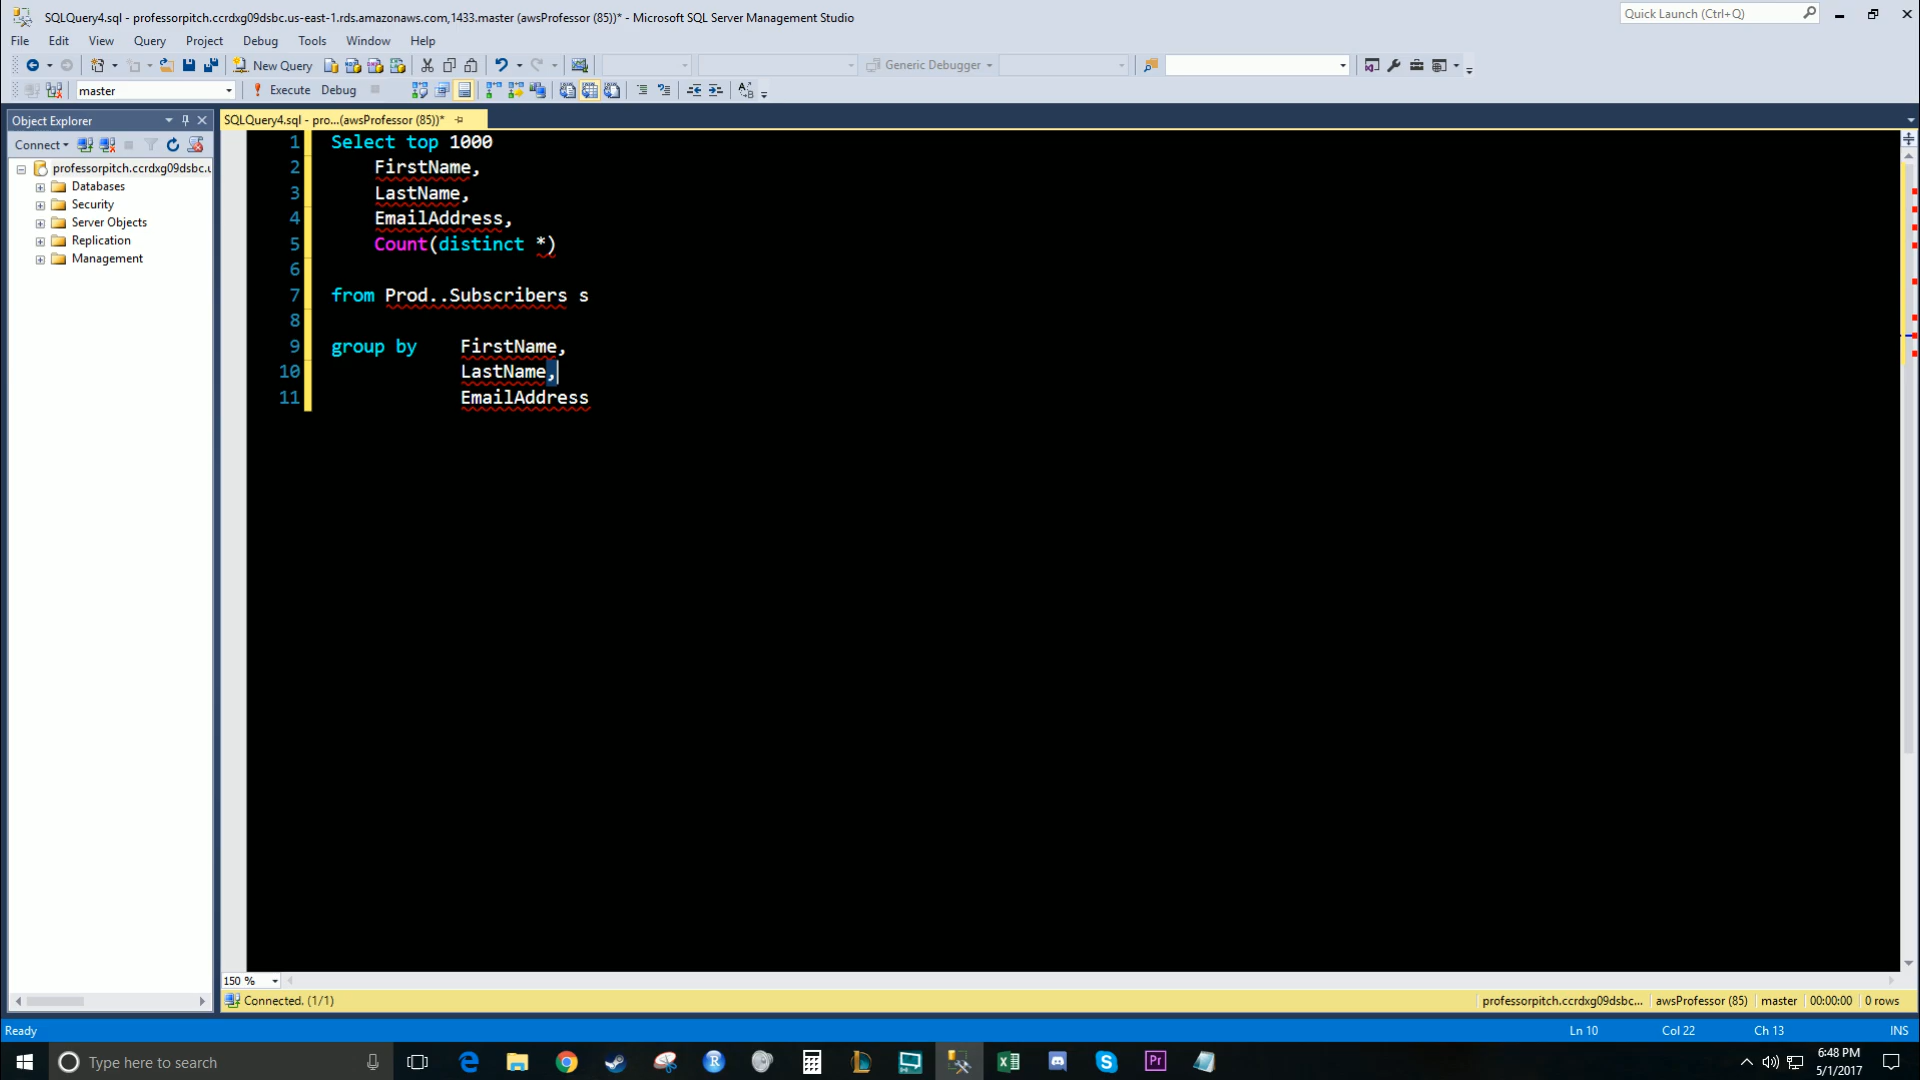 SQLQuery4.sql - professorpitch.ccrdxg09dsbc.us-east-1.rds.amazonaws.com,1433.master (awsProfessor (85))* - Microsoft SQL Server Management Studio
Quick Launch (Ctrl+Q)
File Edit View Query Project Debug Tools Window Help
New Query
Generic Debugger
master
Execute Debug
Object Explorer
SQLQuery4.sql - pro...(awsProfessor (85))*
Connect
professorpitch.ccrdxg09dsbc.u
Databases
Security
Server Objects
Replication
Management
1 Select top 1000
2 FirstName,
3 LastName,
4 EmailAddress,
5 Count(distinct *)
6
7 from Prod..Subscribers s
8
9 group by FirstName,
10 LastName,
11 EmailAddress
150 %
Connected. (1/1)
professorpitch.ccrdxg09dsbc... awsProfessor (85) master 00:00:00 0 rows
Ready
Ln 10 Col 22 Ch 13 INS
Type here to search
6:48 PM
5/1/2017